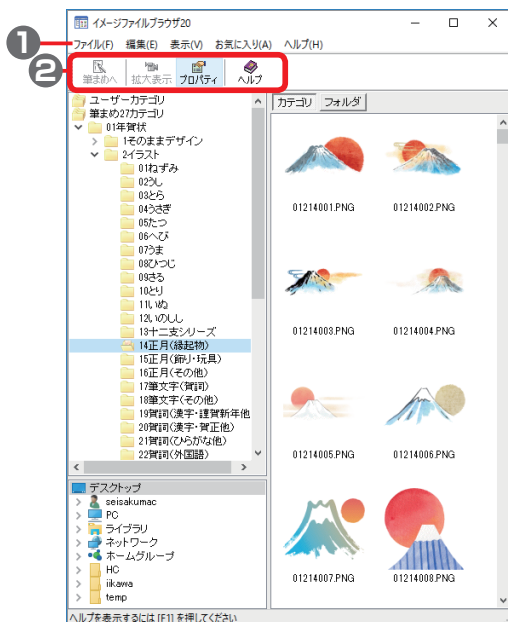 イメージファイルブラウザ20
1
ファイル(F) 編集(E) 表示(V) お気に入り(A) ヘルプ(H)
2
筆まめへ 拡大表示 プロパティ ヘルプ
ユーザーカテゴリ
筆まめ27カテゴリ
01年賀状
1そのままデザイン
2イラスト
01ねずみ
02うし
03とら
04うさぎ
05たつ
06へび
07うま
08ひつじ
09さる
10とり
11いぬ
12いのしし
13十二支シリーズ
14正月(縁起物)
15正月(飾り・玩具)
16正月(その他)
17筆文字(賀詞)
18筆文字(その他)
19賀詞(漢字・謹賀新年他
20賀詞(漢字・賀正他)
21賀詞(ひらがな他)
22賀詞(外国語)
デスクトップ
seisakumac
PC
ライブラリ
ネットワーク
ホームグループ
HC
iikawa
temp
カテゴリ フォルダ
01214001.PNG 01214002.PNG
01214003.PNG 01214004.PNG
01214005.PNG 01214006.PNG
01214007.PNG 01214008.PNG
ヘルプを表示するには [F1] を押してください